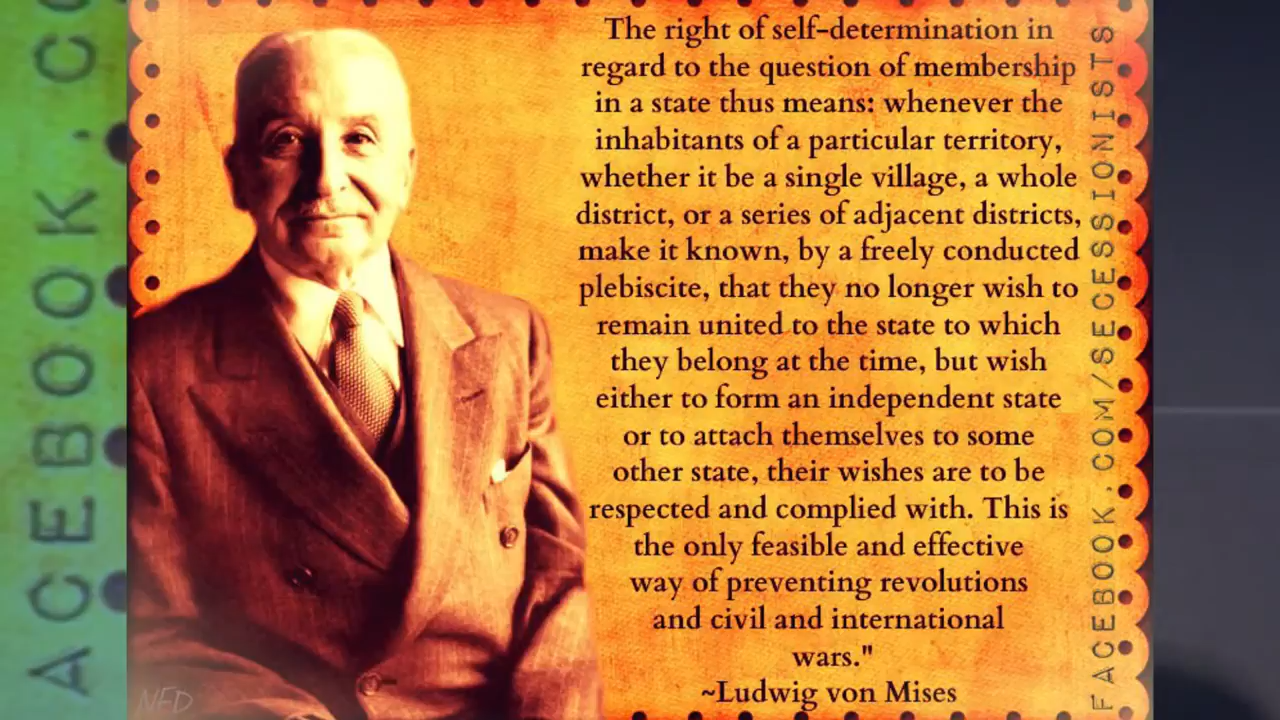 The right of self-determination in
regard to the question of membership
in a state thus means: whenever the
inhabitants of a particular territory,
whether it be a single village, a whole
district, or a series of adjacent districts,
make it known, by a freely conducted
plebiscite, that they no longer wish to
remain united to the state to which
they belong at the time, but wish
either to form an independent state
or to attach themselves to some
other state, their wishes are to be
respected and complied with. This is
the only feasible and effective
way of preventing revolutions
and civil and international
wars."
~Ludwig von Mises
FACEBOOK.COM/SECESSIONISTS
ACEBOOK.CO
NED